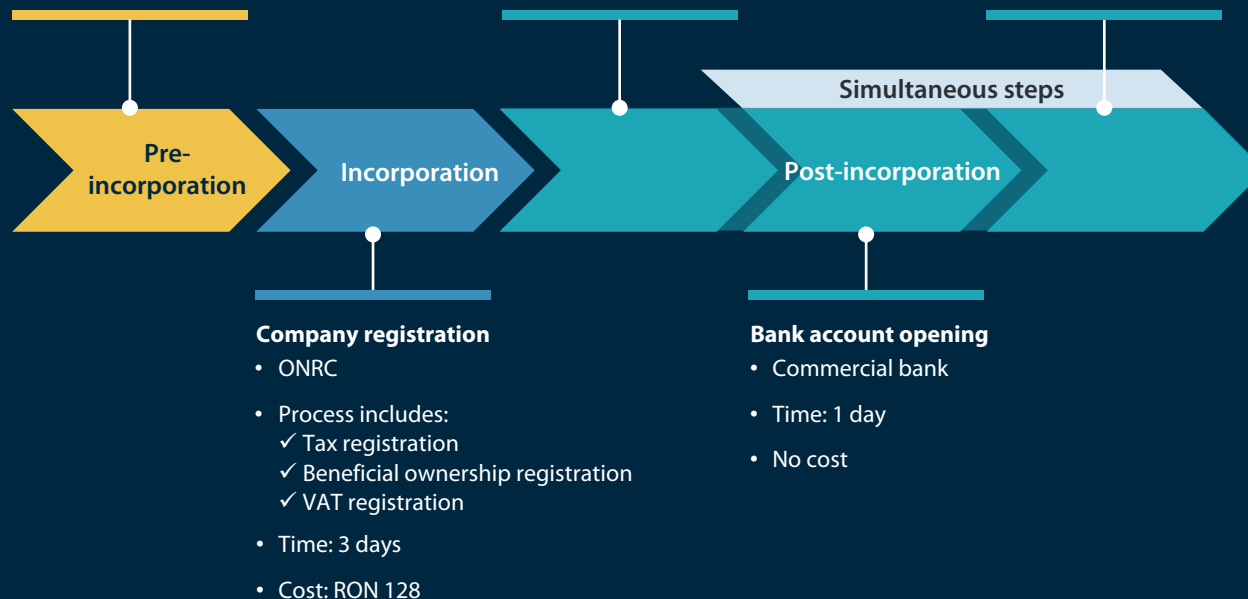 Simultaneous steps
Pre-
incorporation
Incorporation
Post-incorporation
Company registration
• ONRC
• Process includes:
✓ Tax registration
✓ Beneficial ownership registration
✓ VAT registration
• Time: 3 days
• Cost: RON 128
Bank account opening
• Commercial bank
• Time: 1 day
• No cost